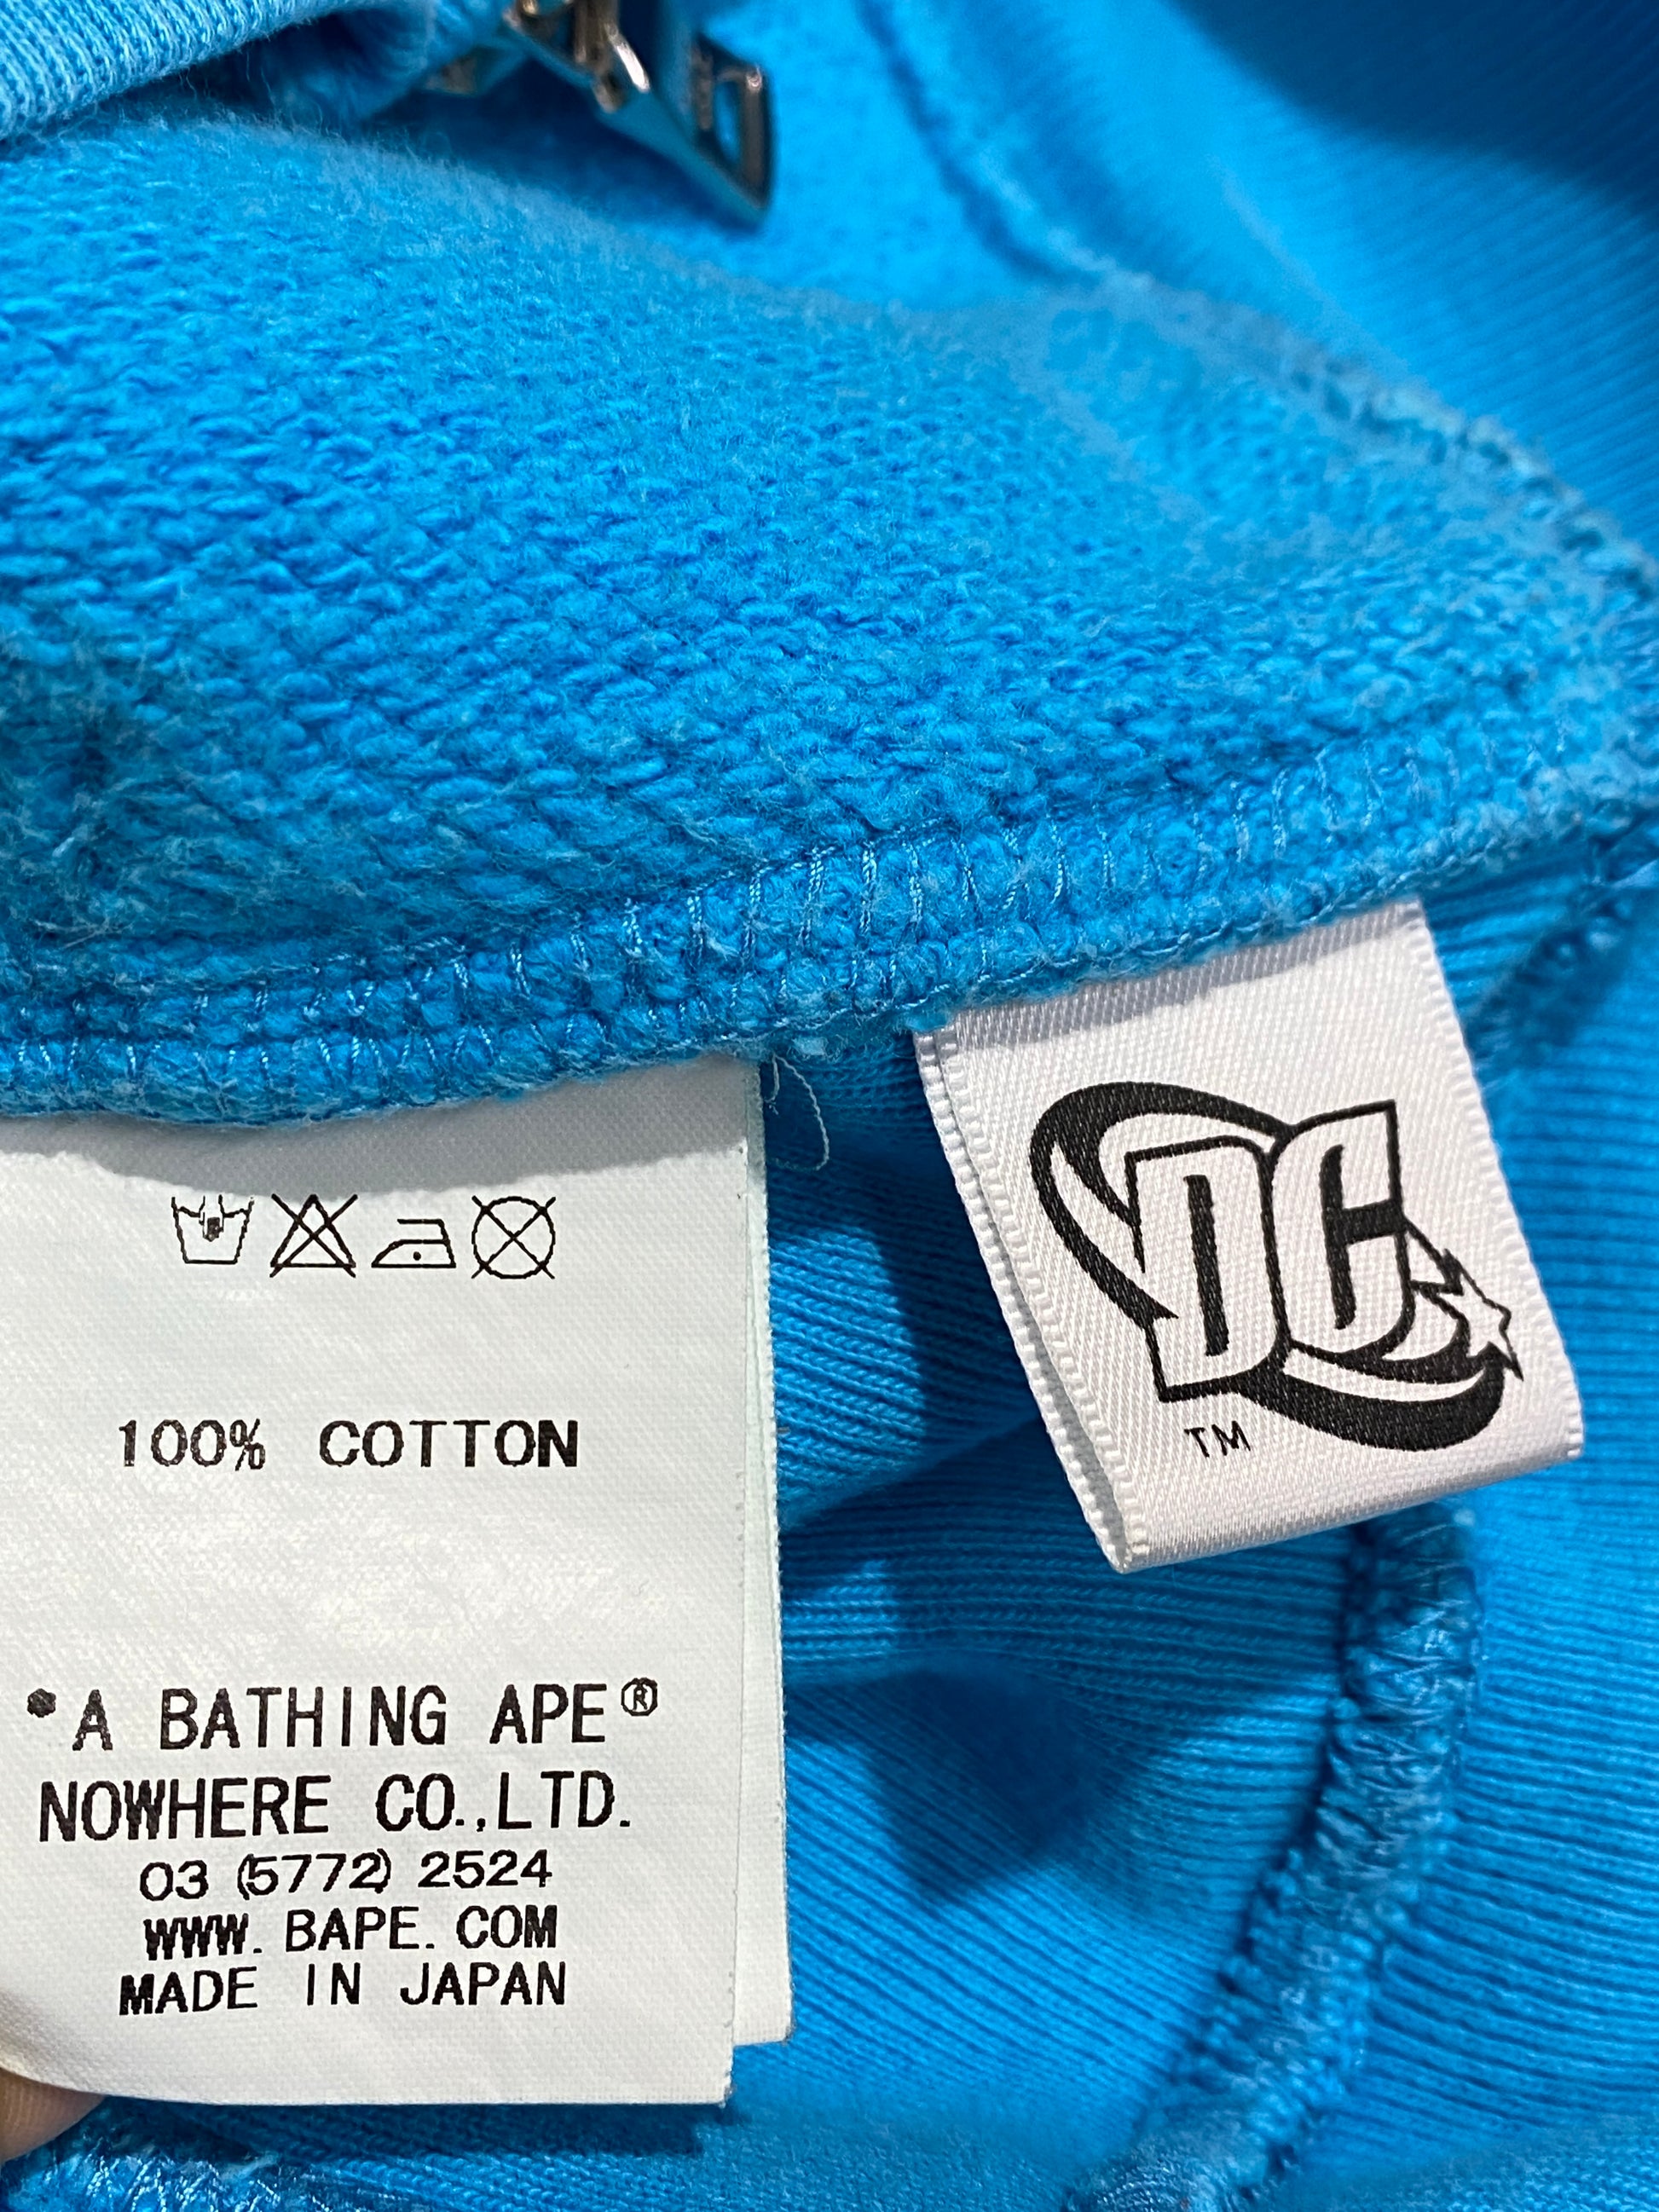 100% COTTON
*A BATHING APE®
NOWHERE CO.,LTD.
03 (5772) 2524
WWW. BAPE. COM
MADE IN JAPAN
DC
TM